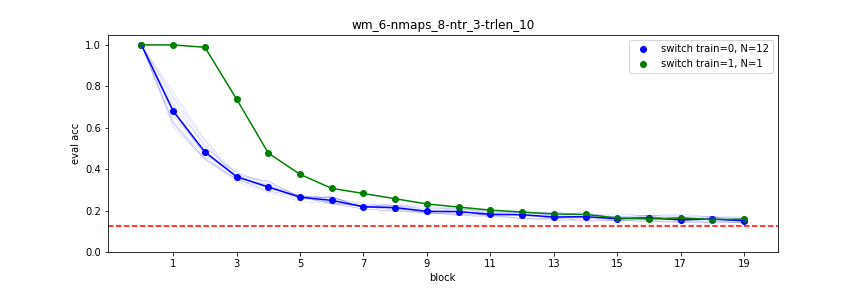 wm_6-nmaps_8-ntr_3-trlen_10
switch train=0, N=12
switch train=1, N=1
eval acc
1.0
0.8
0.6
0.4
0.2
0.0
1 3 5 7 9 11 13 15 17 19
block